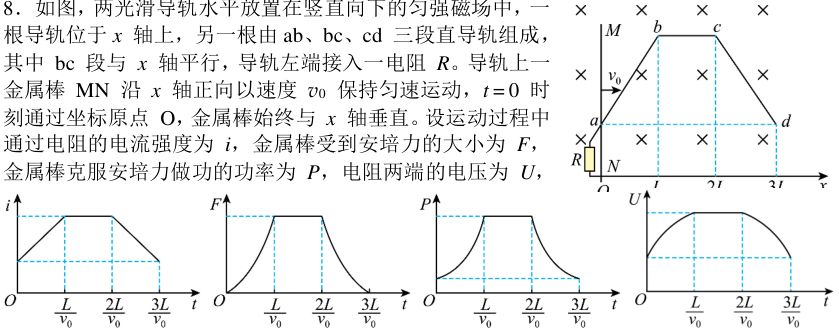 8．如图，两光滑导轨水平放置在竖直向下的匀强磁场中，一
根导轨位于 x 轴上，另一根由 ab、bc、cd 三段直导轨组成，
其中 bc 段与 x 轴平行，导轨左端接入一电阻 R。导轨上一
金属棒 MN 沿 x 轴正向以速度 v₀ 保持匀速运动，t=0 时
刻通过坐标原点 O，金属棒始终与 x 轴垂直。设运动过程中
通过电阻的电流强度为 i，金属棒受到安培力的大小为 F，
金属棒克服安培力做功的功率为 P，电阻两端的电压为 U，
M b c
v₀
a d
R N
O L 2L 3L x
i F P U
O L/v₀ 2L/v₀ 3L/v₀ t
O L/v₀ 2L/v₀ 3L/v₀ t
O L/v₀ 2L/v₀ 3L/v₀ t
O L/v₀ 2L/v₀ 3L/v₀ t